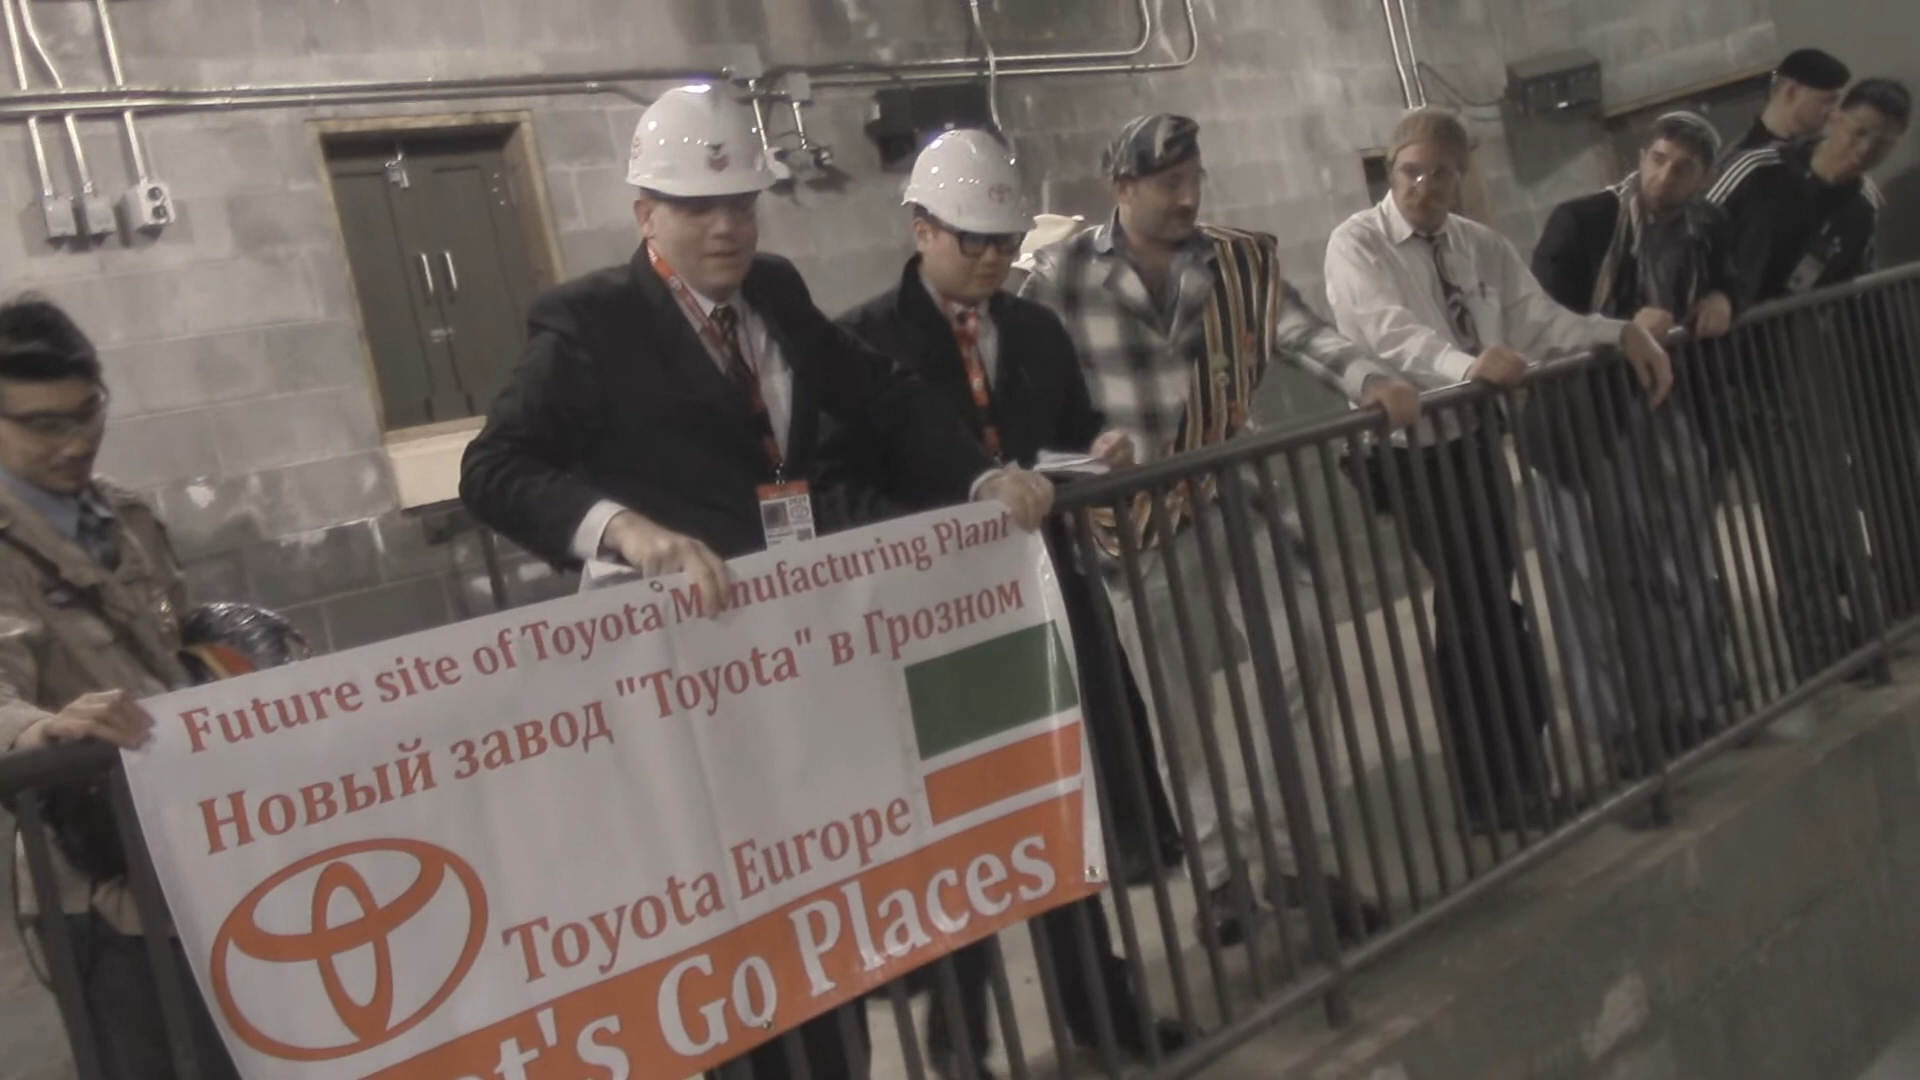 Future site of Toyota Manufacturing Plant
Новый завод "Toyota" в Грозном
Toyota Europe
t's Go Places